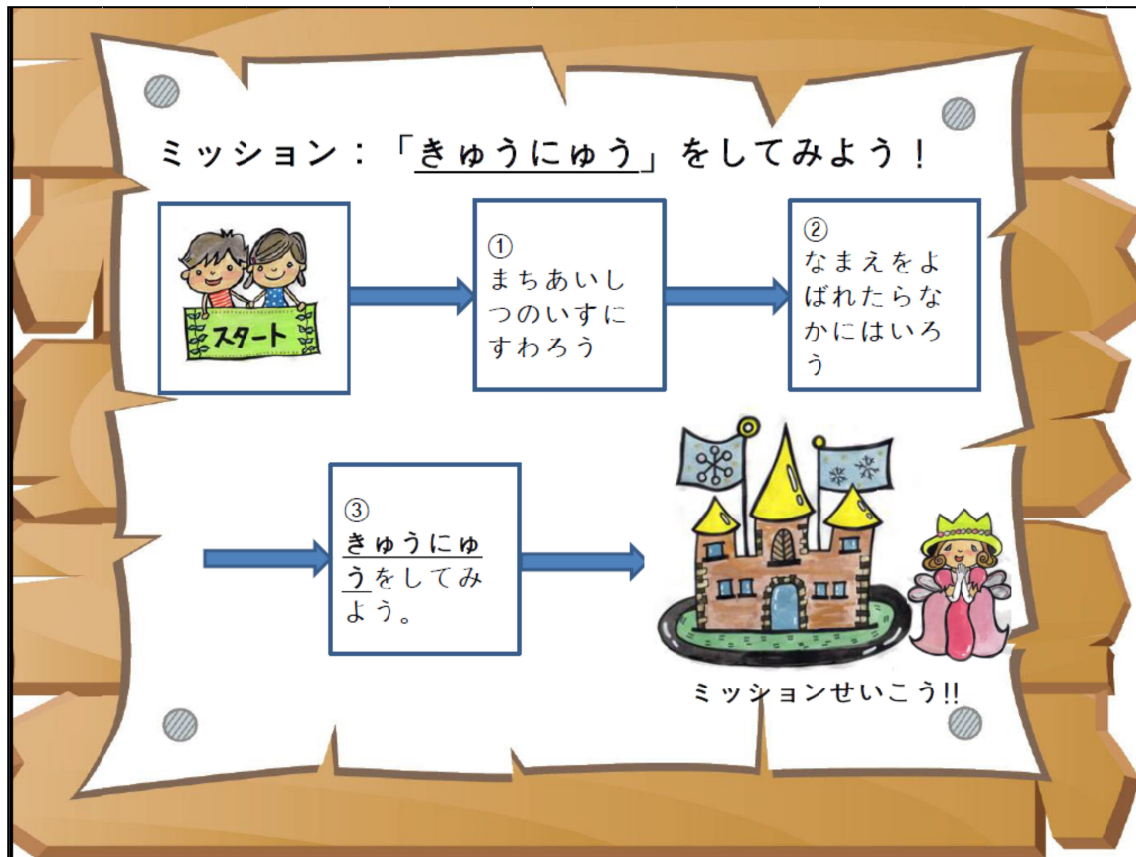 ミッション：「きゅうにゅう」をしてみよう！
スタート
①
まちあいし
つのいすに
すわろう
②
なまえをよ
ばれたらな
かにはいろ
う
③
きゅうにゅ
うをしてみ
よう。
ミッションせいこう!!